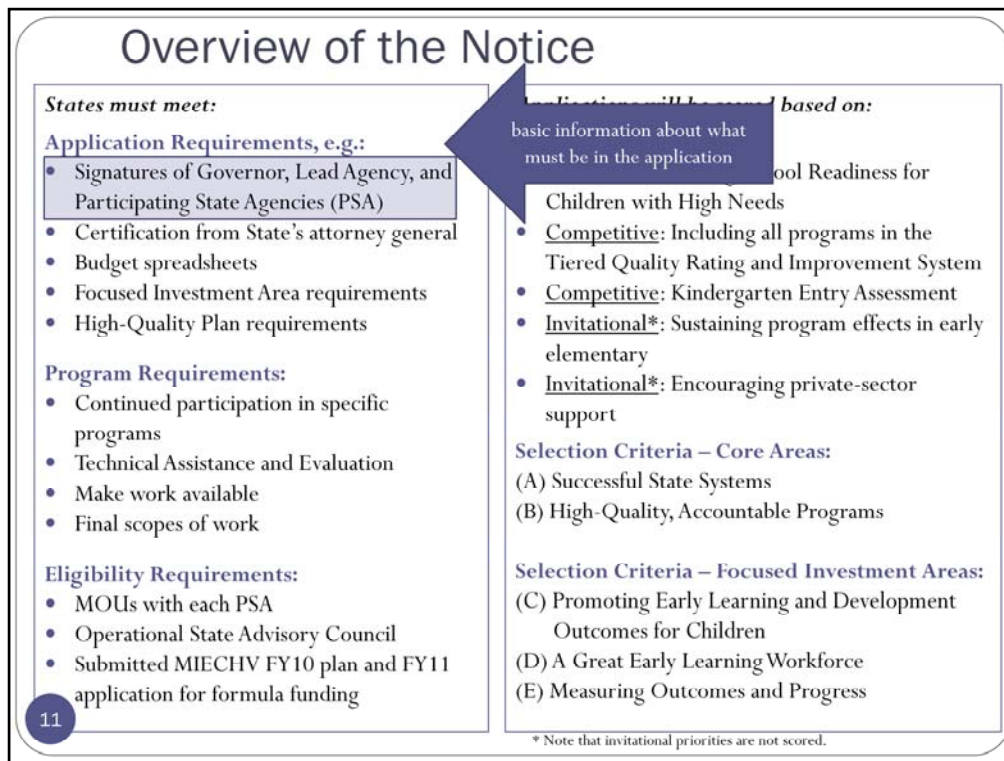 Overview of the Notice
States must meet:
Application Requirements, e.g.:
• Signatures of Governor, Lead Agency, and
Participating State Agencies (PSA)
• Certification from State's attorney general
• Budget spreadsheets
• Focused Investment Area requirements
• High-Quality Plan requirements
Program Requirements:
• Continued participation in specific
programs
• Technical Assistance and Evaluation
• Make work available
• Final scopes of work
Eligibility Requirements:
• MOUs with each PSA
• Operational State Advisory Council
• Submitted MIECHV FY10 plan and FY11
application for formula funding
11
basic information about what
must be in the application
Applications will be scored based on:
Readiness for
Children with High Needs
• Competitive: Including all programs in the
Tiered Quality Rating and Improvement System
• Competitive: Kindergarten Entry Assessment
• Invitational*: Sustaining program effects in early
elementary
• Invitational*: Encouraging private-sector
support
Selection Criteria – Core Areas:
(A) Successful State Systems
(B) High-Quality, Accountable Programs
Selection Criteria – Focused Investment Areas:
(C) Promoting Early Learning and Development
Outcomes for Children
(D) A Great Early Learning Workforce
(E) Measuring Outcomes and Progress
* Note that invitational priorities are not scored.